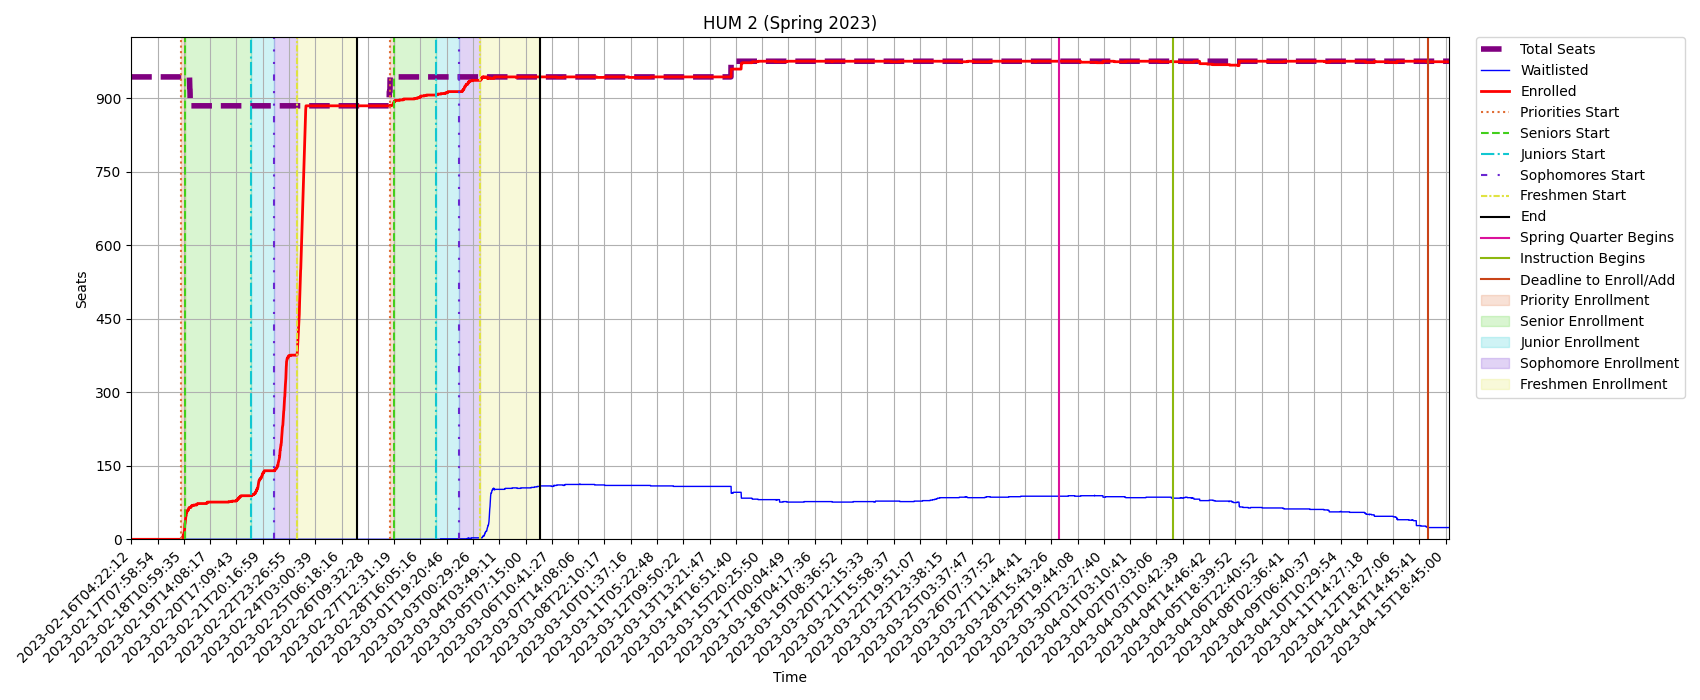 HUM 2 (Spring 2023)
Seats
900
750
600
450
300
150
0
2023-02-16T04:22:12
2023-02-17T07:58:54
2023-02-18T10:59:35
2023-02-19T14:08:17
2023-02-20T17:09:43
2023-02-21T20:16:59
2023-02-22T23:26:55
2023-02-24T03:00:39
2023-02-25T06:18:16
2023-02-26T09:32:28
2023-02-27T12:31:19
2023-02-28T16:05:16
2023-03-01T19:20:46
2023-03-03T00:29:26
2023-03-04T03:49:11
2023-03-05T07:15:00
2023-03-06T10:41:27
2023-03-07T14:08:06
2023-03-08T22:10:17
2023-03-10T01:37:16
2023-03-11T05:22:48
2023-03-12T09:50:22
2023-03-13T13:21:47
2023-03-14T16:51:40
2023-03-15T20:25:50
2023-03-17T00:04:49
2023-03-18T04:17:36
2023-03-19T08:36:52
2023-03-20T12:15:33
2023-03-21T15:58:37
2023-03-22T19:51:07
2023-03-23T23:38:15
2023-03-25T03:37:47
2023-03-26T07:37:52
2023-03-27T11:44:41
2023-03-28T15:43:26
2023-03-29T19:44:08
2023-03-30T23:27:40
2023-04-01T03:10:41
2023-04-02T07:03:06
2023-04-03T10:42:39
2023-04-04T14:46:42
2023-04-05T18:39:52
2023-04-06T22:40:52
2023-04-08T02:36:41
2023-04-09T06:40:37
2023-04-10T10:29:54
2023-04-11T14:27:18
2023-04-12T18:27:06
2023-04-14T14:45:41
2023-04-15T18:45:00
Time
Total Seats
Waitlisted
Enrolled
Priorities Start
Seniors Start
Juniors Start
Sophomores Start
Freshmen Start
End
Spring Quarter Begins
Instruction Begins
Deadline to Enroll/Add
Priority Enrollment
Senior Enrollment
Junior Enrollment
Sophomore Enrollment
Freshmen Enrollment